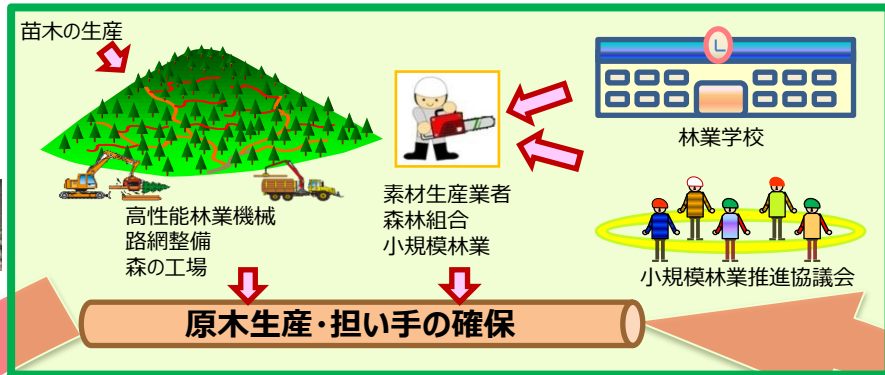 苗木の生産
林業学校
高性能林業機械
路網整備
森の工場
素材生産業者
森林組合
小規模林業
小規模林業推進協議会
原木生産･担い手の確保